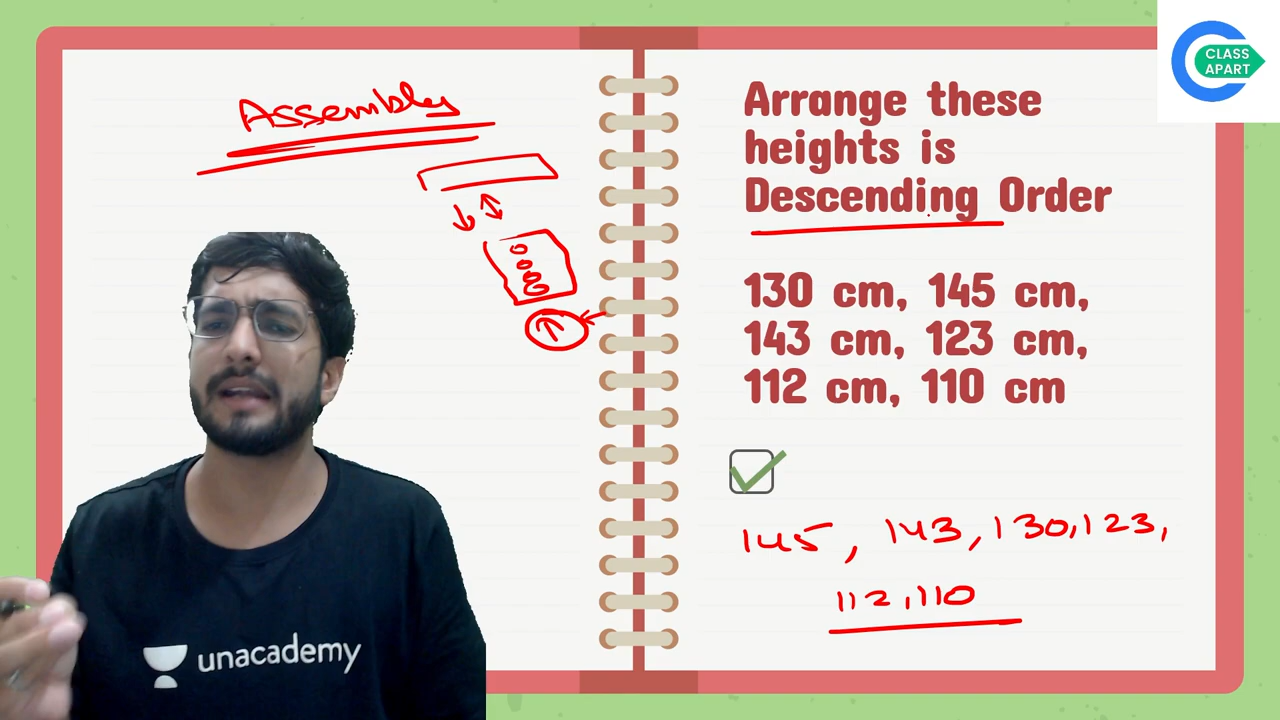 Assembly
CLASS
APART
Arrange these
heights is
Descending Order
130 cm, 145 cm,
143 cm, 123 cm,
112 cm, 110 cm
145, 143, 130, 123,
112, 110
unacademy